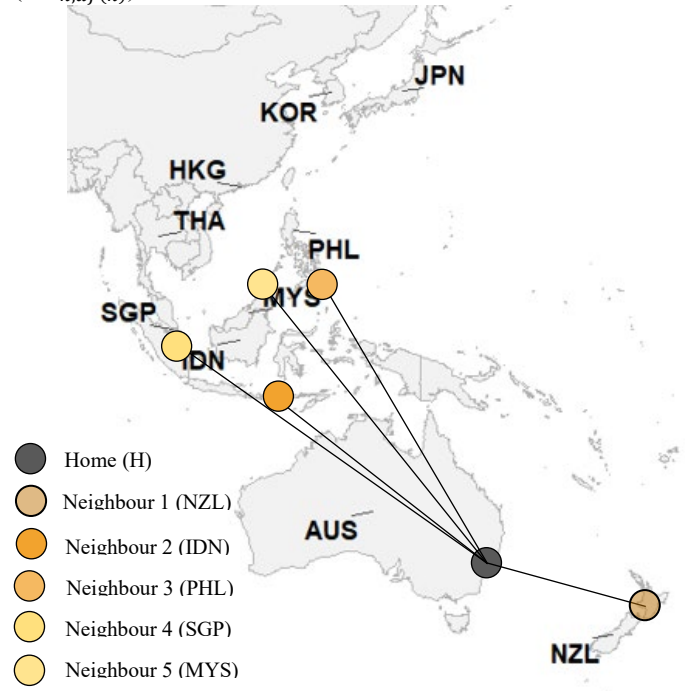 JPN
KOR
HKG
THA
PHL
MYS
SGP
IDN
Home (H)
Neighbour 1 (NZL)
Neighbour 2 (IDN)
AUS
Neighbour 3 (PHL)
Neighbour 4 (SGP)
NZL
Neighbour 5 (MYS)